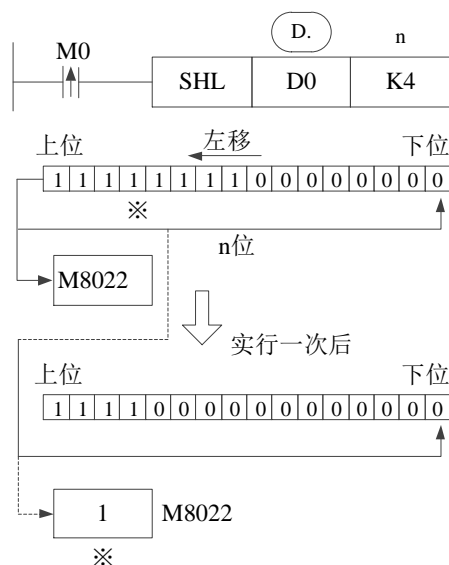 D. n
M0
SHL D0 K4
左移
上位 下位
1 1 1 1 1 1 1 1 0 0 0 0 0 0 0 0
※
n位
M8022
实行一次后
上位 下位
1 1 1 1 0 0 0 0 0 0 0 0 0 0 0 0
1 M8022
※